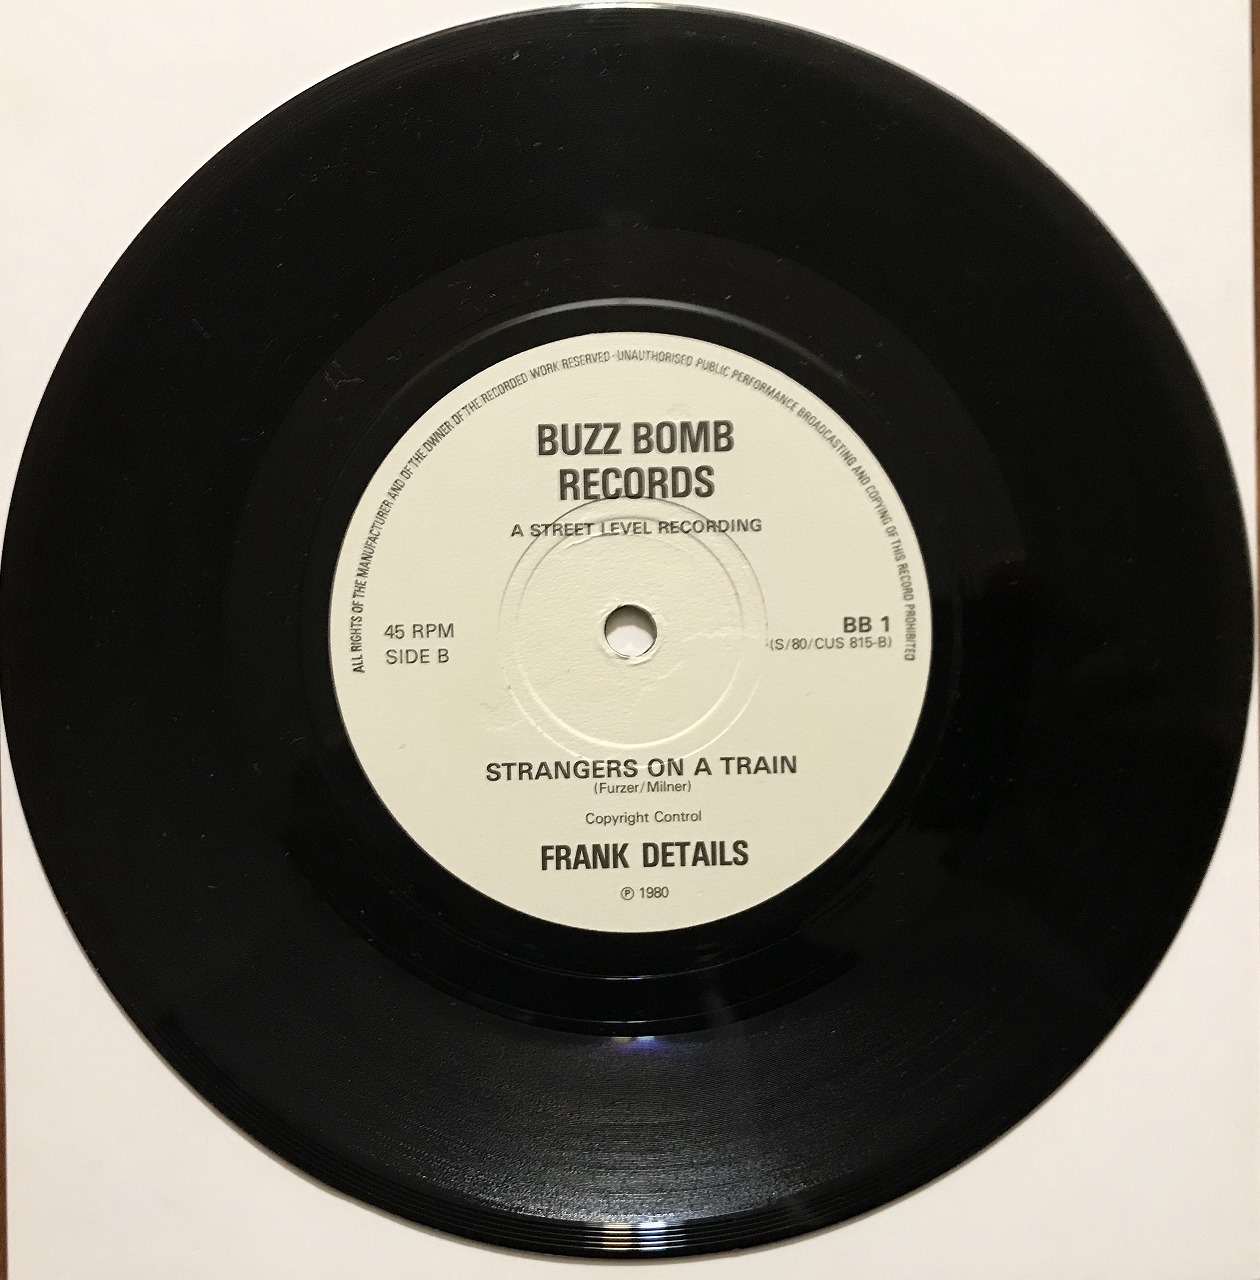 ALL RIGHTS OF THE MANUFACTURER AND OF THE OWNER OF THE RECORDED WORK RESERVED · UNAUTHORISED PUBLIC PERFORMANCE BROADCASTING AND COPYING OF THIS RECORD PROHIBITED
BUZZ BOMB
RECORDS
A STREET LEVEL RECORDING
45 RPM
SIDE B
BB 1
(S/80/CUS 815-B)
STRANGERS ON A TRAIN
(Furzer/Milner)
Copyright Control
FRANK DETAILS
℗ 1980